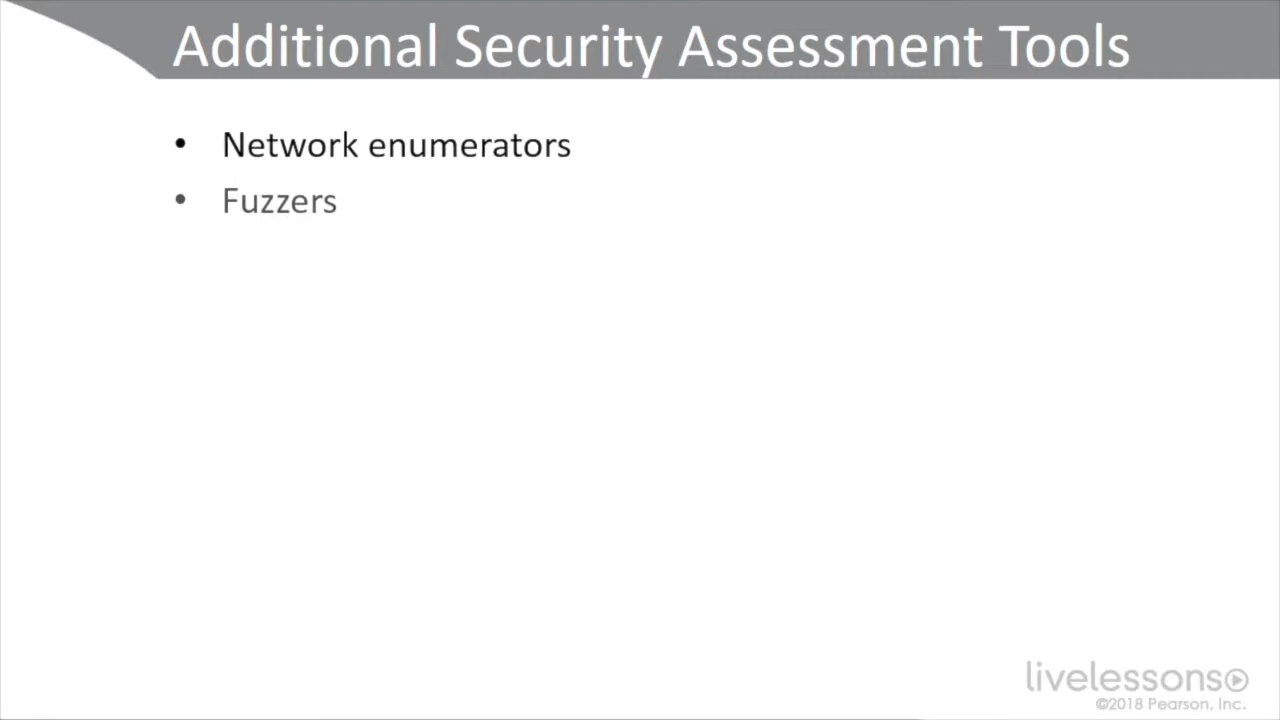 Additional Security Assessment Tools
• Network enumerators
• Fuzzers
livelessons
©2018 Pearson, Inc.